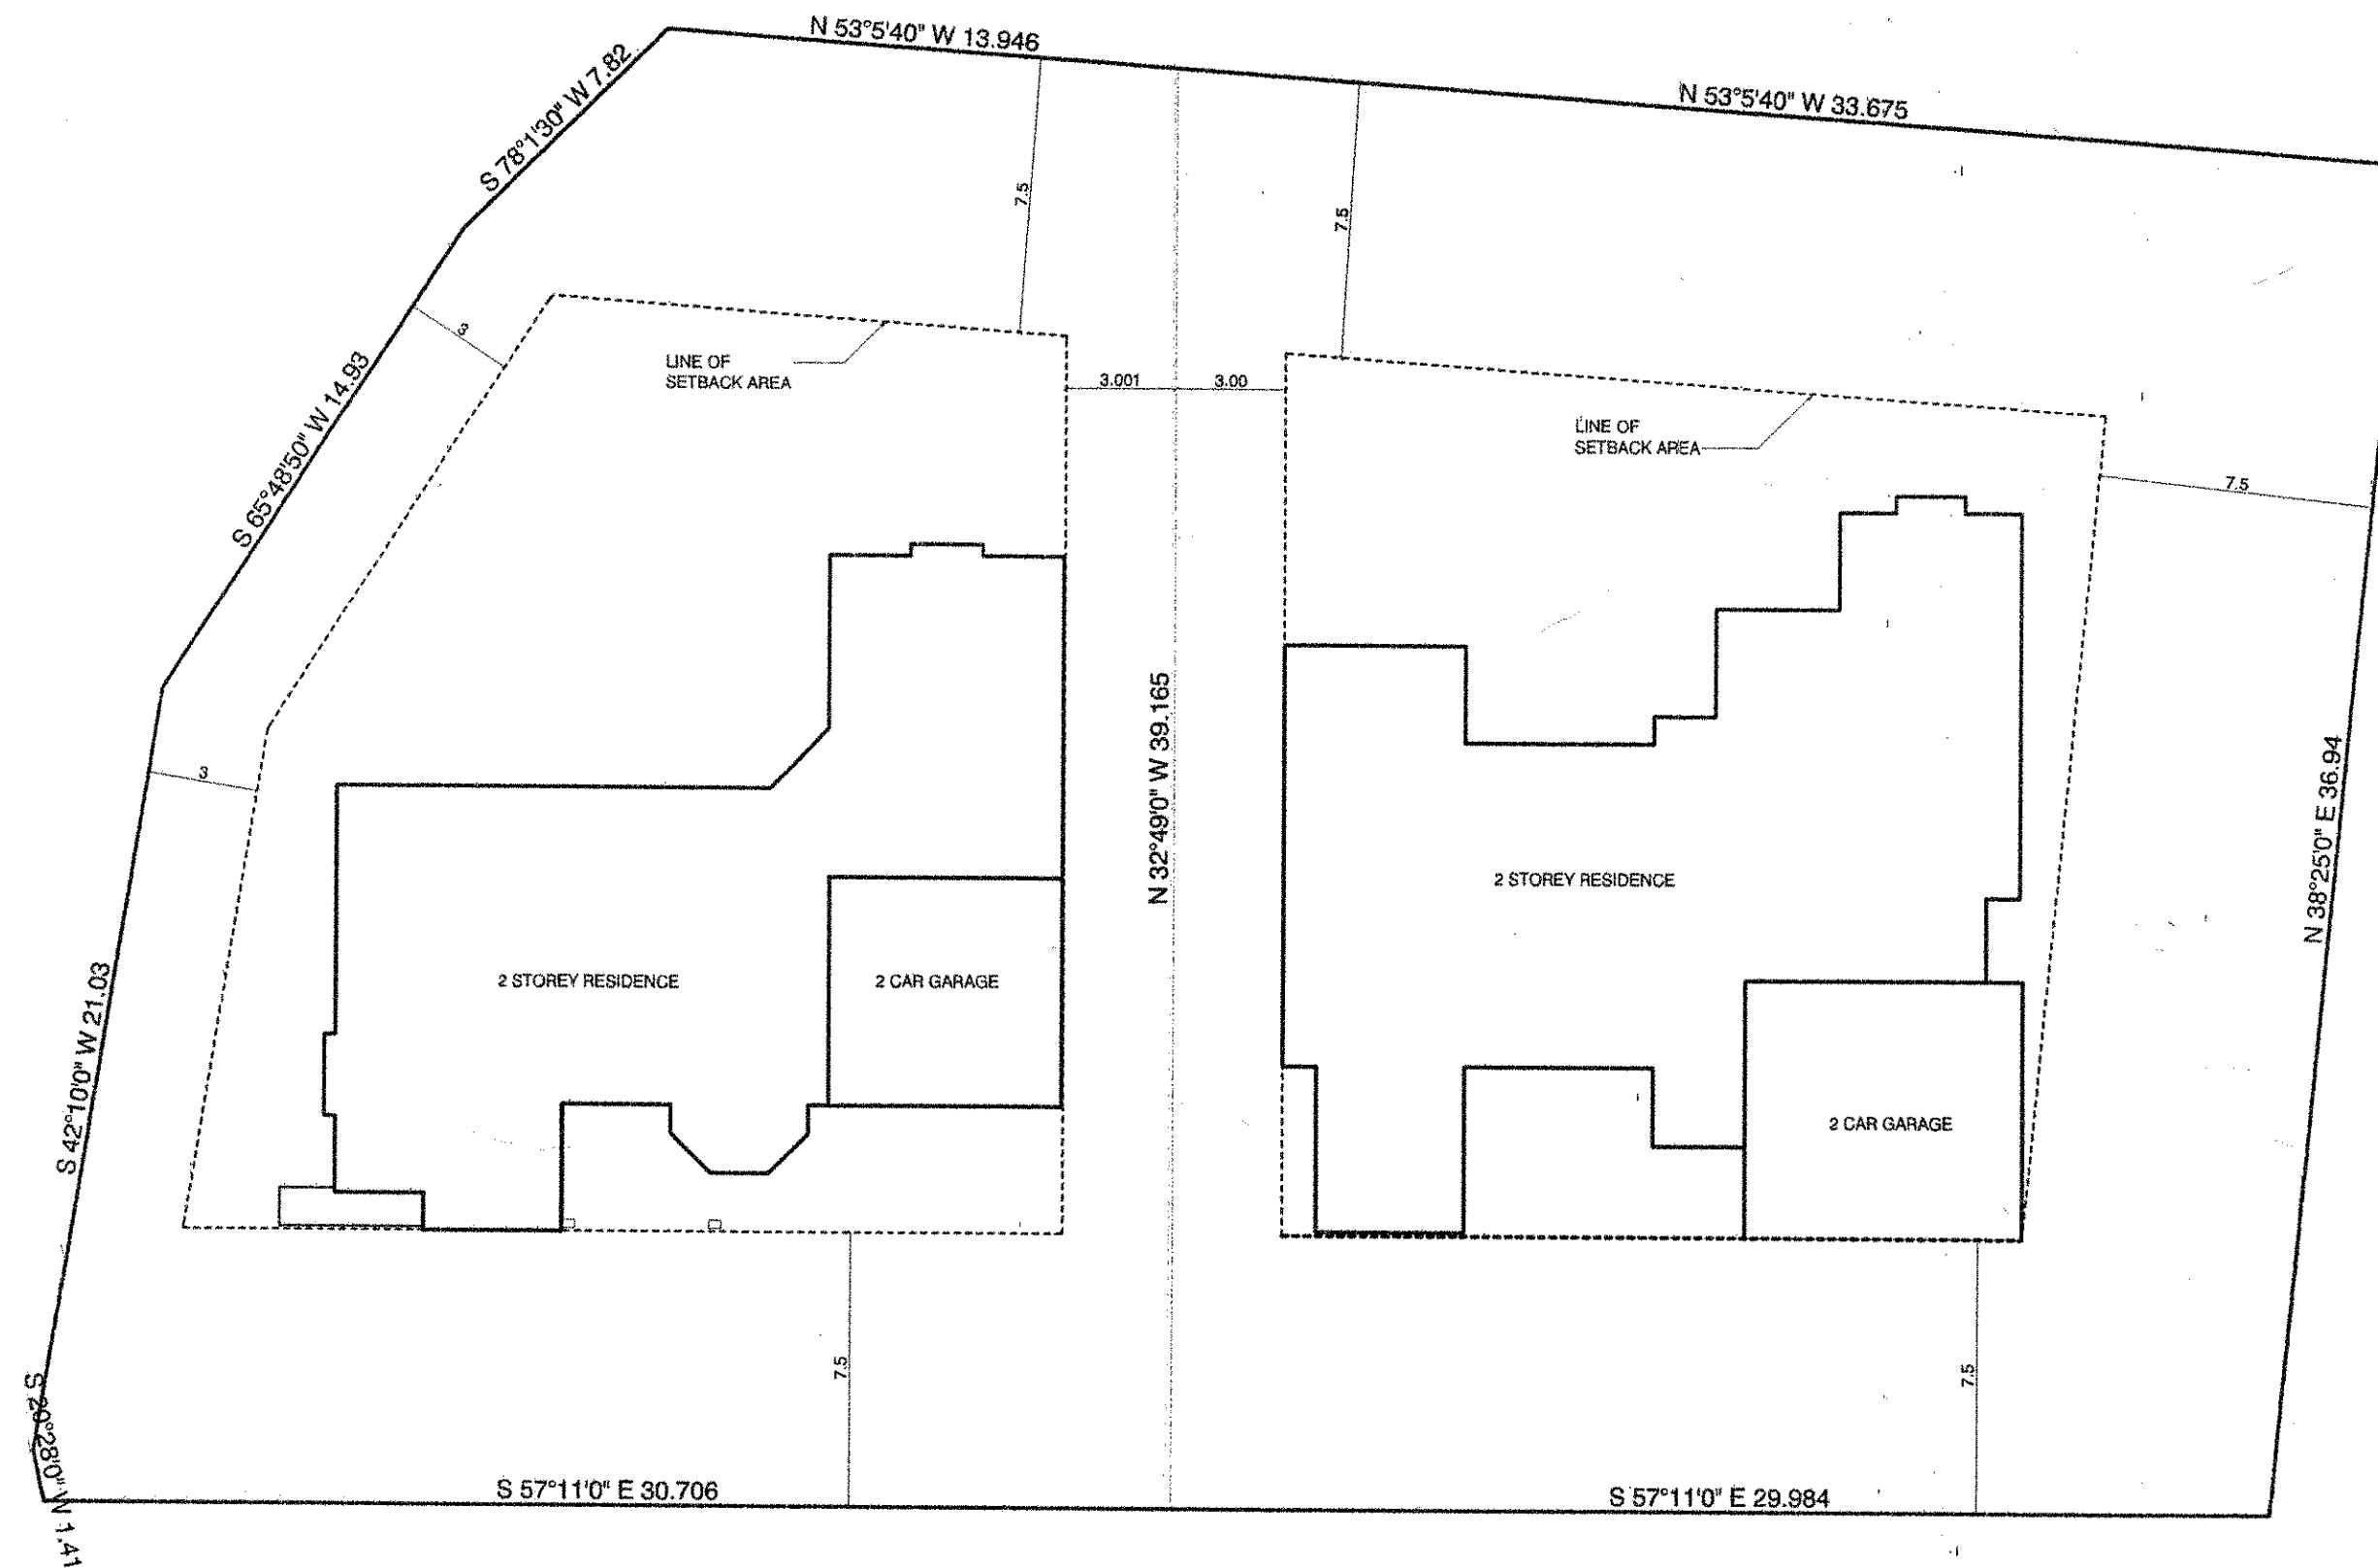 N 53°5'40" W 13.946
S 78°1'30" W 7.82
N 53°5'40" W 33.675
7.5
7.5
3
LINE OF
SETBACK AREA
3.001
3.00
LINE OF
SETBACK AREA
7.5
S 65°48'50" W 14.93
3
N 32°49'0" W 39.165
N 38°25'0" E 36.94
2 STOREY RESIDENCE
2 STOREY RESIDENCE
2 CAR GARAGE
S 42°10'0" W 21.03
2 CAR GARAGE
7.5
7.5
S 20°28'0" W 1.41
S 57°11'0" E 30.706
S 57°11'0" E 29.984